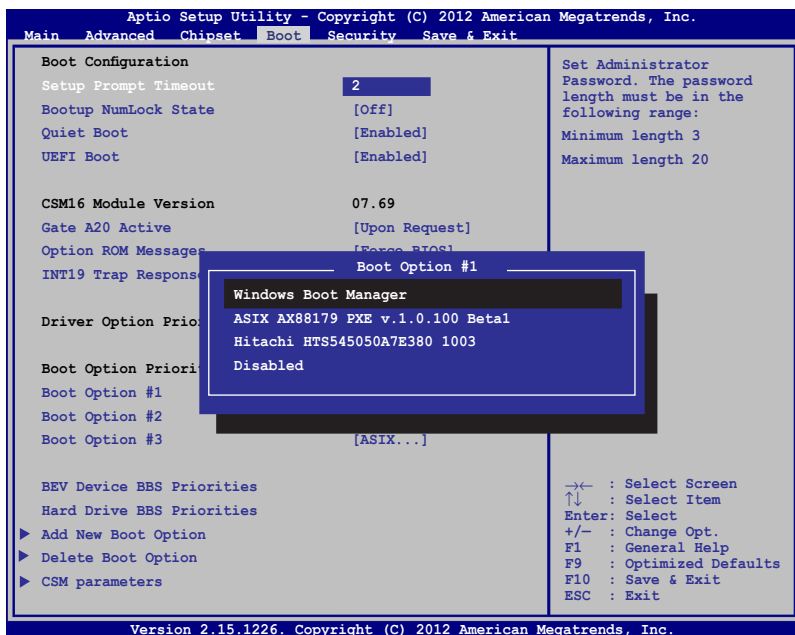 Aptio Setup Utility - Copyright (C) 2012 American Megatrends, Inc.
Main Advanced Chipset Boot Security Save & Exit
Boot Configuration
Setup Prompt Timeout 2
Bootup NumLock State [Off]
Quiet Boot [Enabled]
UEFI Boot [Enabled]
CSM16 Module Version 07.69
Gate A20 Active [Upon Request]
Option ROM Messages [Force BIOS]
INT19 Trap Respons
Driver Option Prio
Boot Option Priori
Boot Option #1
Boot Option #2
Boot Option #3 [ASIX...]
BEV Device BBS Priorities
Hard Drive BBS Priorities
Add New Boot Option
Delete Boot Option
CSM parameters
Boot Option #1
Windows Boot Manager
ASIX AX88179 PXE v.1.0.100 Beta1
Hitachi HTS545050A7E380 1003
Disabled
Set Administrator
Password. The password
length must be in the
following range:
Minimum length 3
Maximum length 20
→← : Select Screen
↑↓ : Select Item
Enter: Select
+/— : Change Opt.
F1 : General Help
F9 : Optimized Defaults
F10 : Save & Exit
ESC : Exit
Version 2.15.1226. Copyright (C) 2012 American Megatrends, Inc.